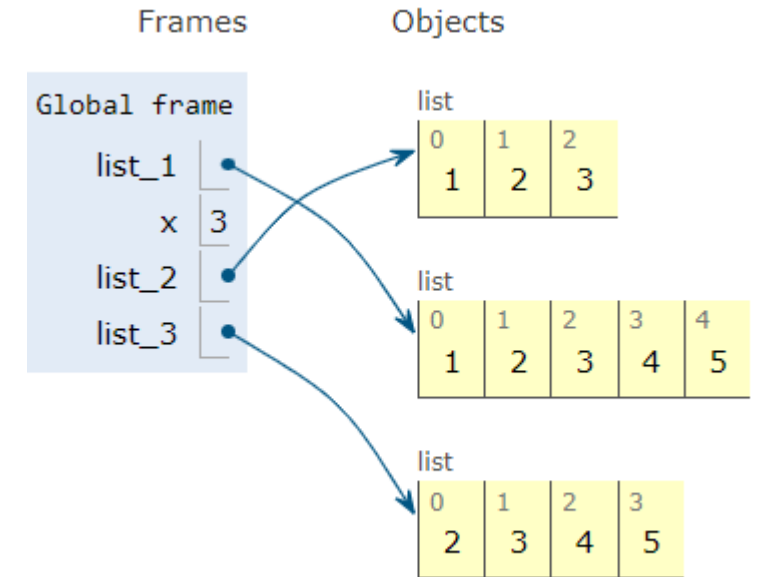 Frames Objects
Global frame
list_1
x 3
list_2
list_3
list
0 1 2
1 2 3
list
0 1 2 3 4
1 2 3 4 5
list
0 1 2 3
2 3 4 5